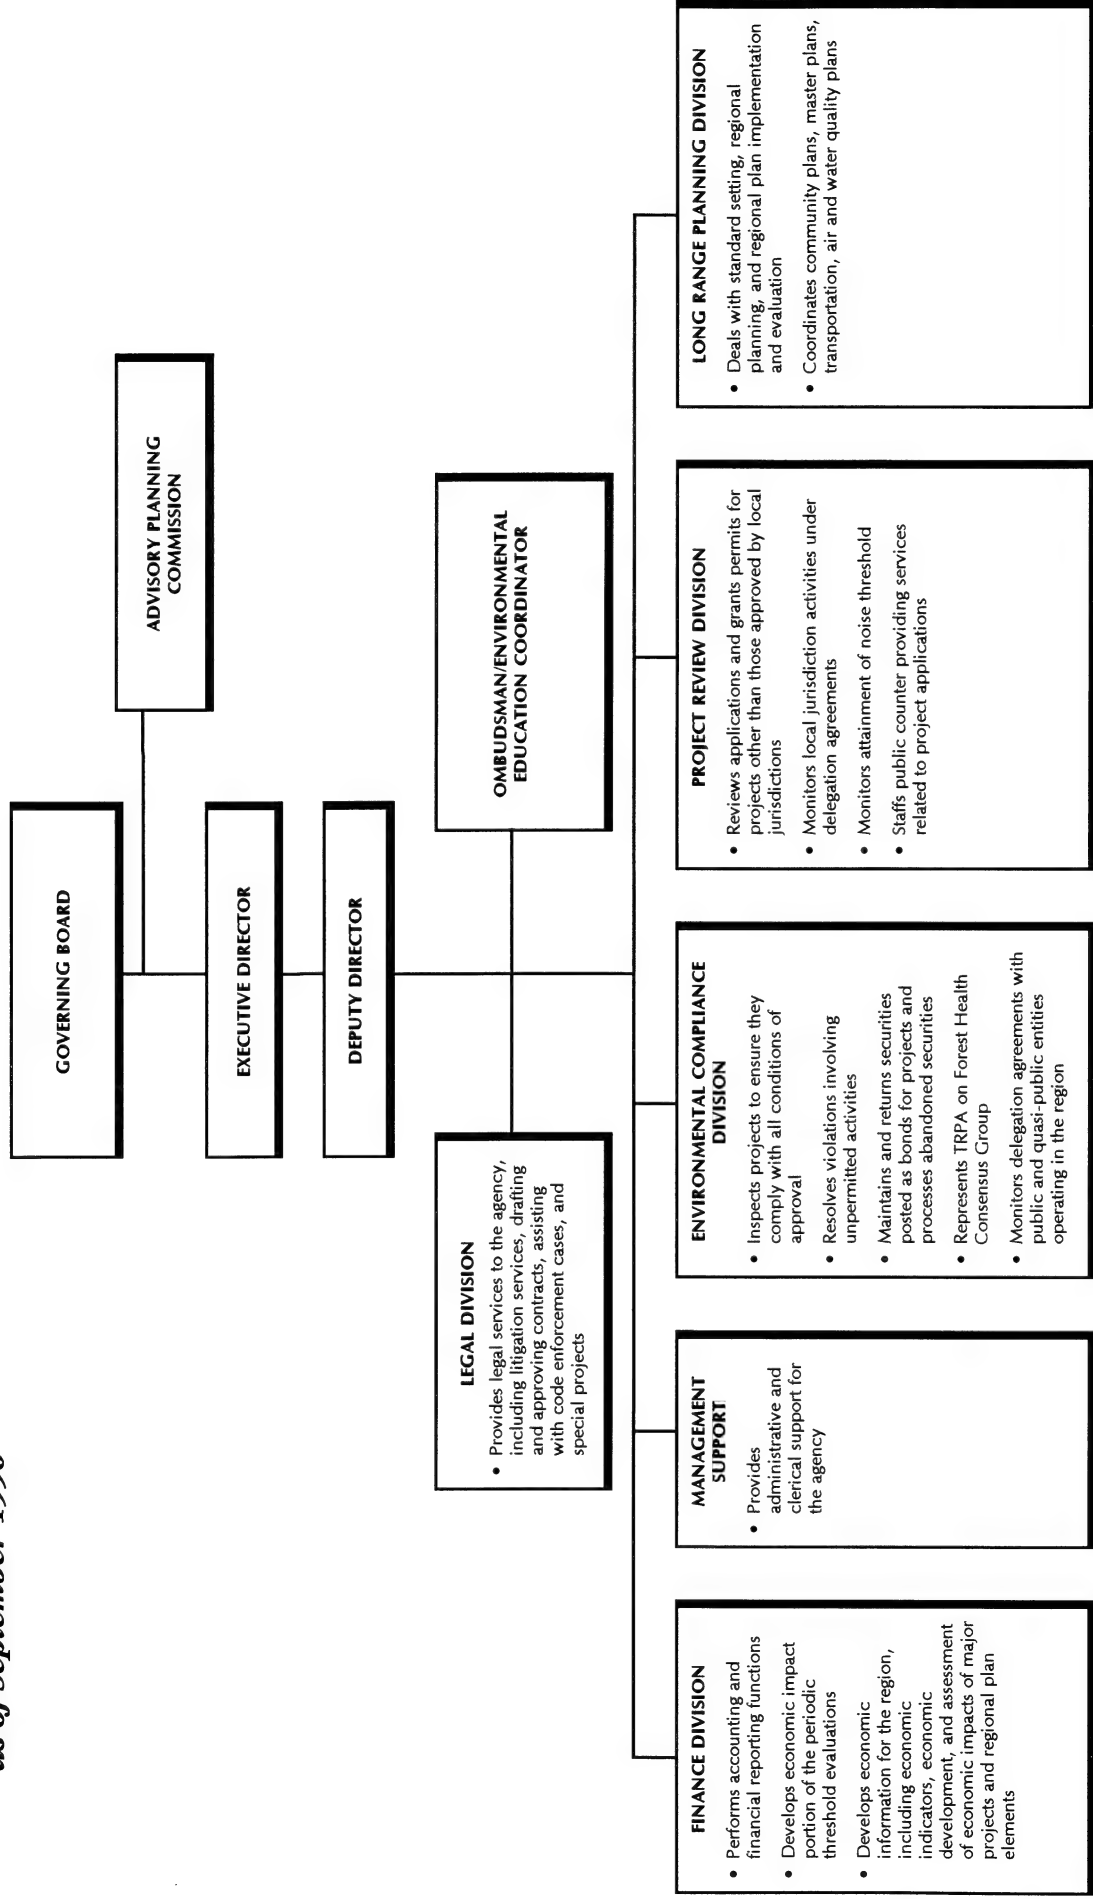 as of September 1996
GOVERNING BOARD
ADVISORY PLANNING
COMMISSION
EXECUTIVE DIRECTOR
DEPUTY DIRECTOR
LEGAL DIVISION
• Provides legal services to the agency,
including litigation services, drafting
and approving contracts, assisting
with code enforcement cases, and
special projects
OMBUDSMAN/ENVIRONMENTAL
EDUCATION COORDINATOR
FINANCE DIVISION
• Performs accounting and
financial reporting functions
• Develops economic impact
portion of the periodic
threshold evaluations
• Develops economic
information for the region,
including economic
indicators, economic
development, and assessment
of economic impacts of major
projects and regional plan
elements
MANAGEMENT
SUPPORT
• Provides
administrative and
clerical support for
the agency
ENVIRONMENTAL COMPLIANCE
DIVISION
• Inspects projects to ensure they
comply with all conditions of
approval
• Resolves violations involving
unpermitted activities
• Maintains and returns securities
posted as bonds for projects and
processes abandoned securities
• Represents TRPA on Forest Health
Consensus Group
• Monitors delegation agreements with
public and quasi-public entities
operating in the region
PROJECT REVIEW DIVISION
• Reviews applications and grants permits for
projects other than those approved by local
jurisdictions
• Monitors local jurisdiction activities under
delegation agreements
• Monitors attainment of noise threshold
• Staffs public counter providing services
related to project applications
LONG RANGE PLANNING DIVISION
• Deals with standard setting, regional
planning, and regional plan implementation
and evaluation
• Coordinates community plans, master plans,
transportation, air and water quality plans